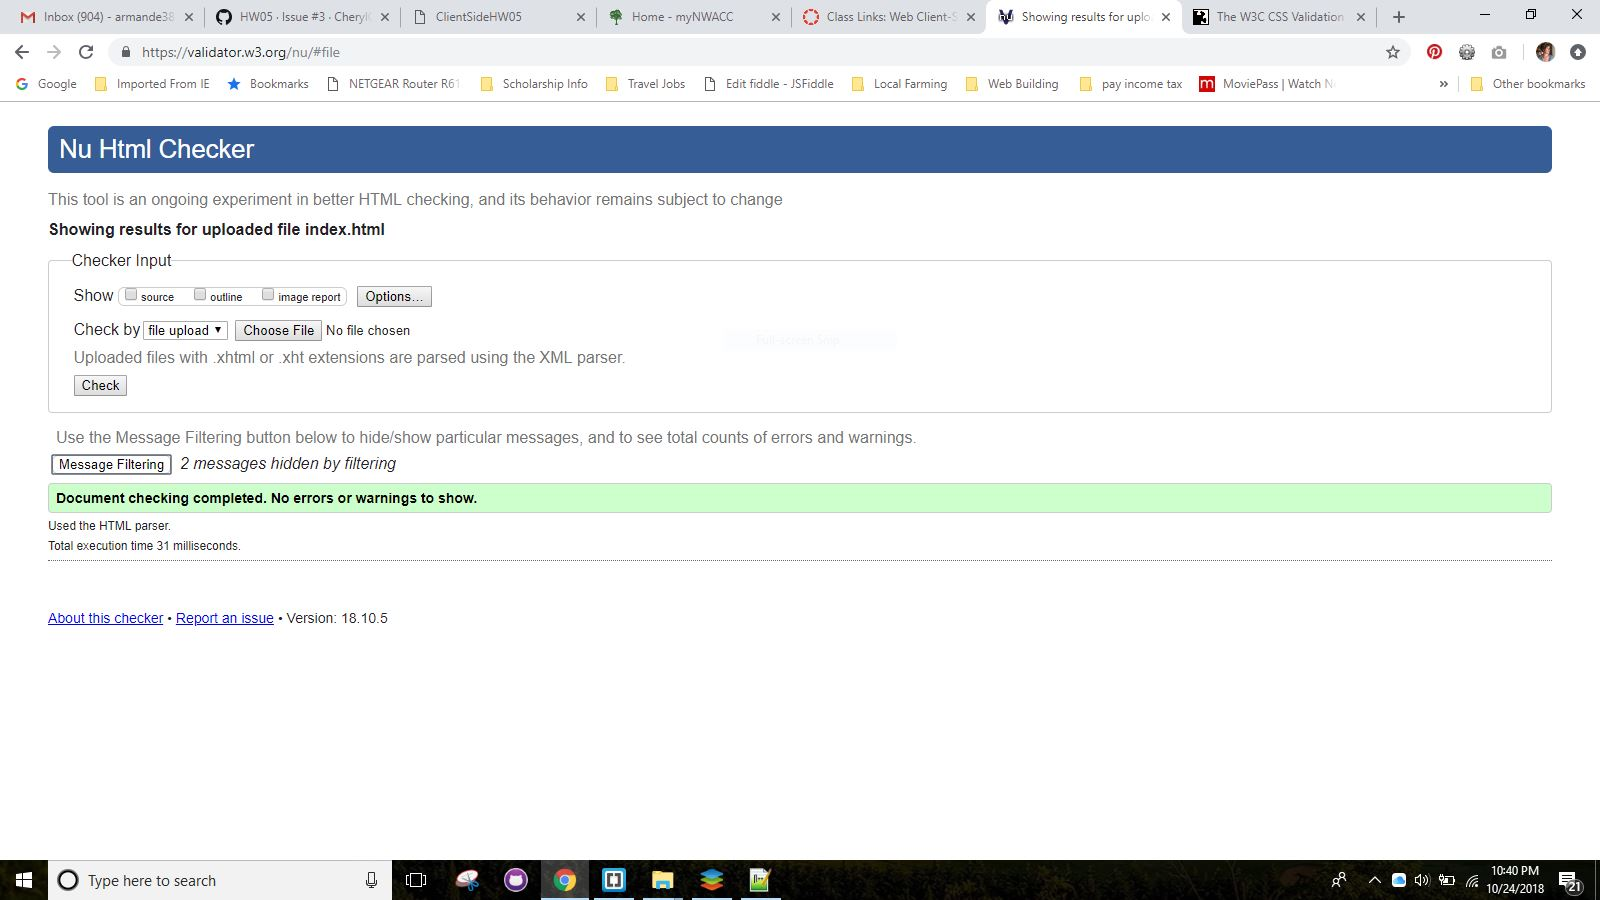 Inbox (904) - armande38
HW05 · Issue #3 · CherylC
ClientSideHW05
Home - myNWACC
Class Links: Web Client-S
Showing results for uplo
The W3C CSS Validation
https://validator.w3.org/nu/#file
Google
Imported From IE
Bookmarks
NETGEAR Router R61
Scholarship Info
Travel Jobs
Edit fiddle - JSFiddle
Local Farming
Web Building
pay income tax
m MoviePass | Watch N
»
Other bookmarks
Nu Html Checker
This tool is an ongoing experiment in better HTML checking, and its behavior remains subject to change
Showing results for uploaded file index.html
Checker Input
Show source outline image report Options...
Check by file upload Choose File No file chosen
Full-screen Snip
Uploaded files with .xhtml or .xht extensions are parsed using the XML parser.
Check
Use the Message Filtering button below to hide/show particular messages, and to see total counts of errors and warnings.
Message Filtering 2 messages hidden by filtering
Document checking completed. No errors or warnings to show.
Used the HTML parser.
Total execution time 31 milliseconds.
About this checker • Report an issue • Version: 18.10.5
Type here to search
10:40 PM
10/24/2018
21